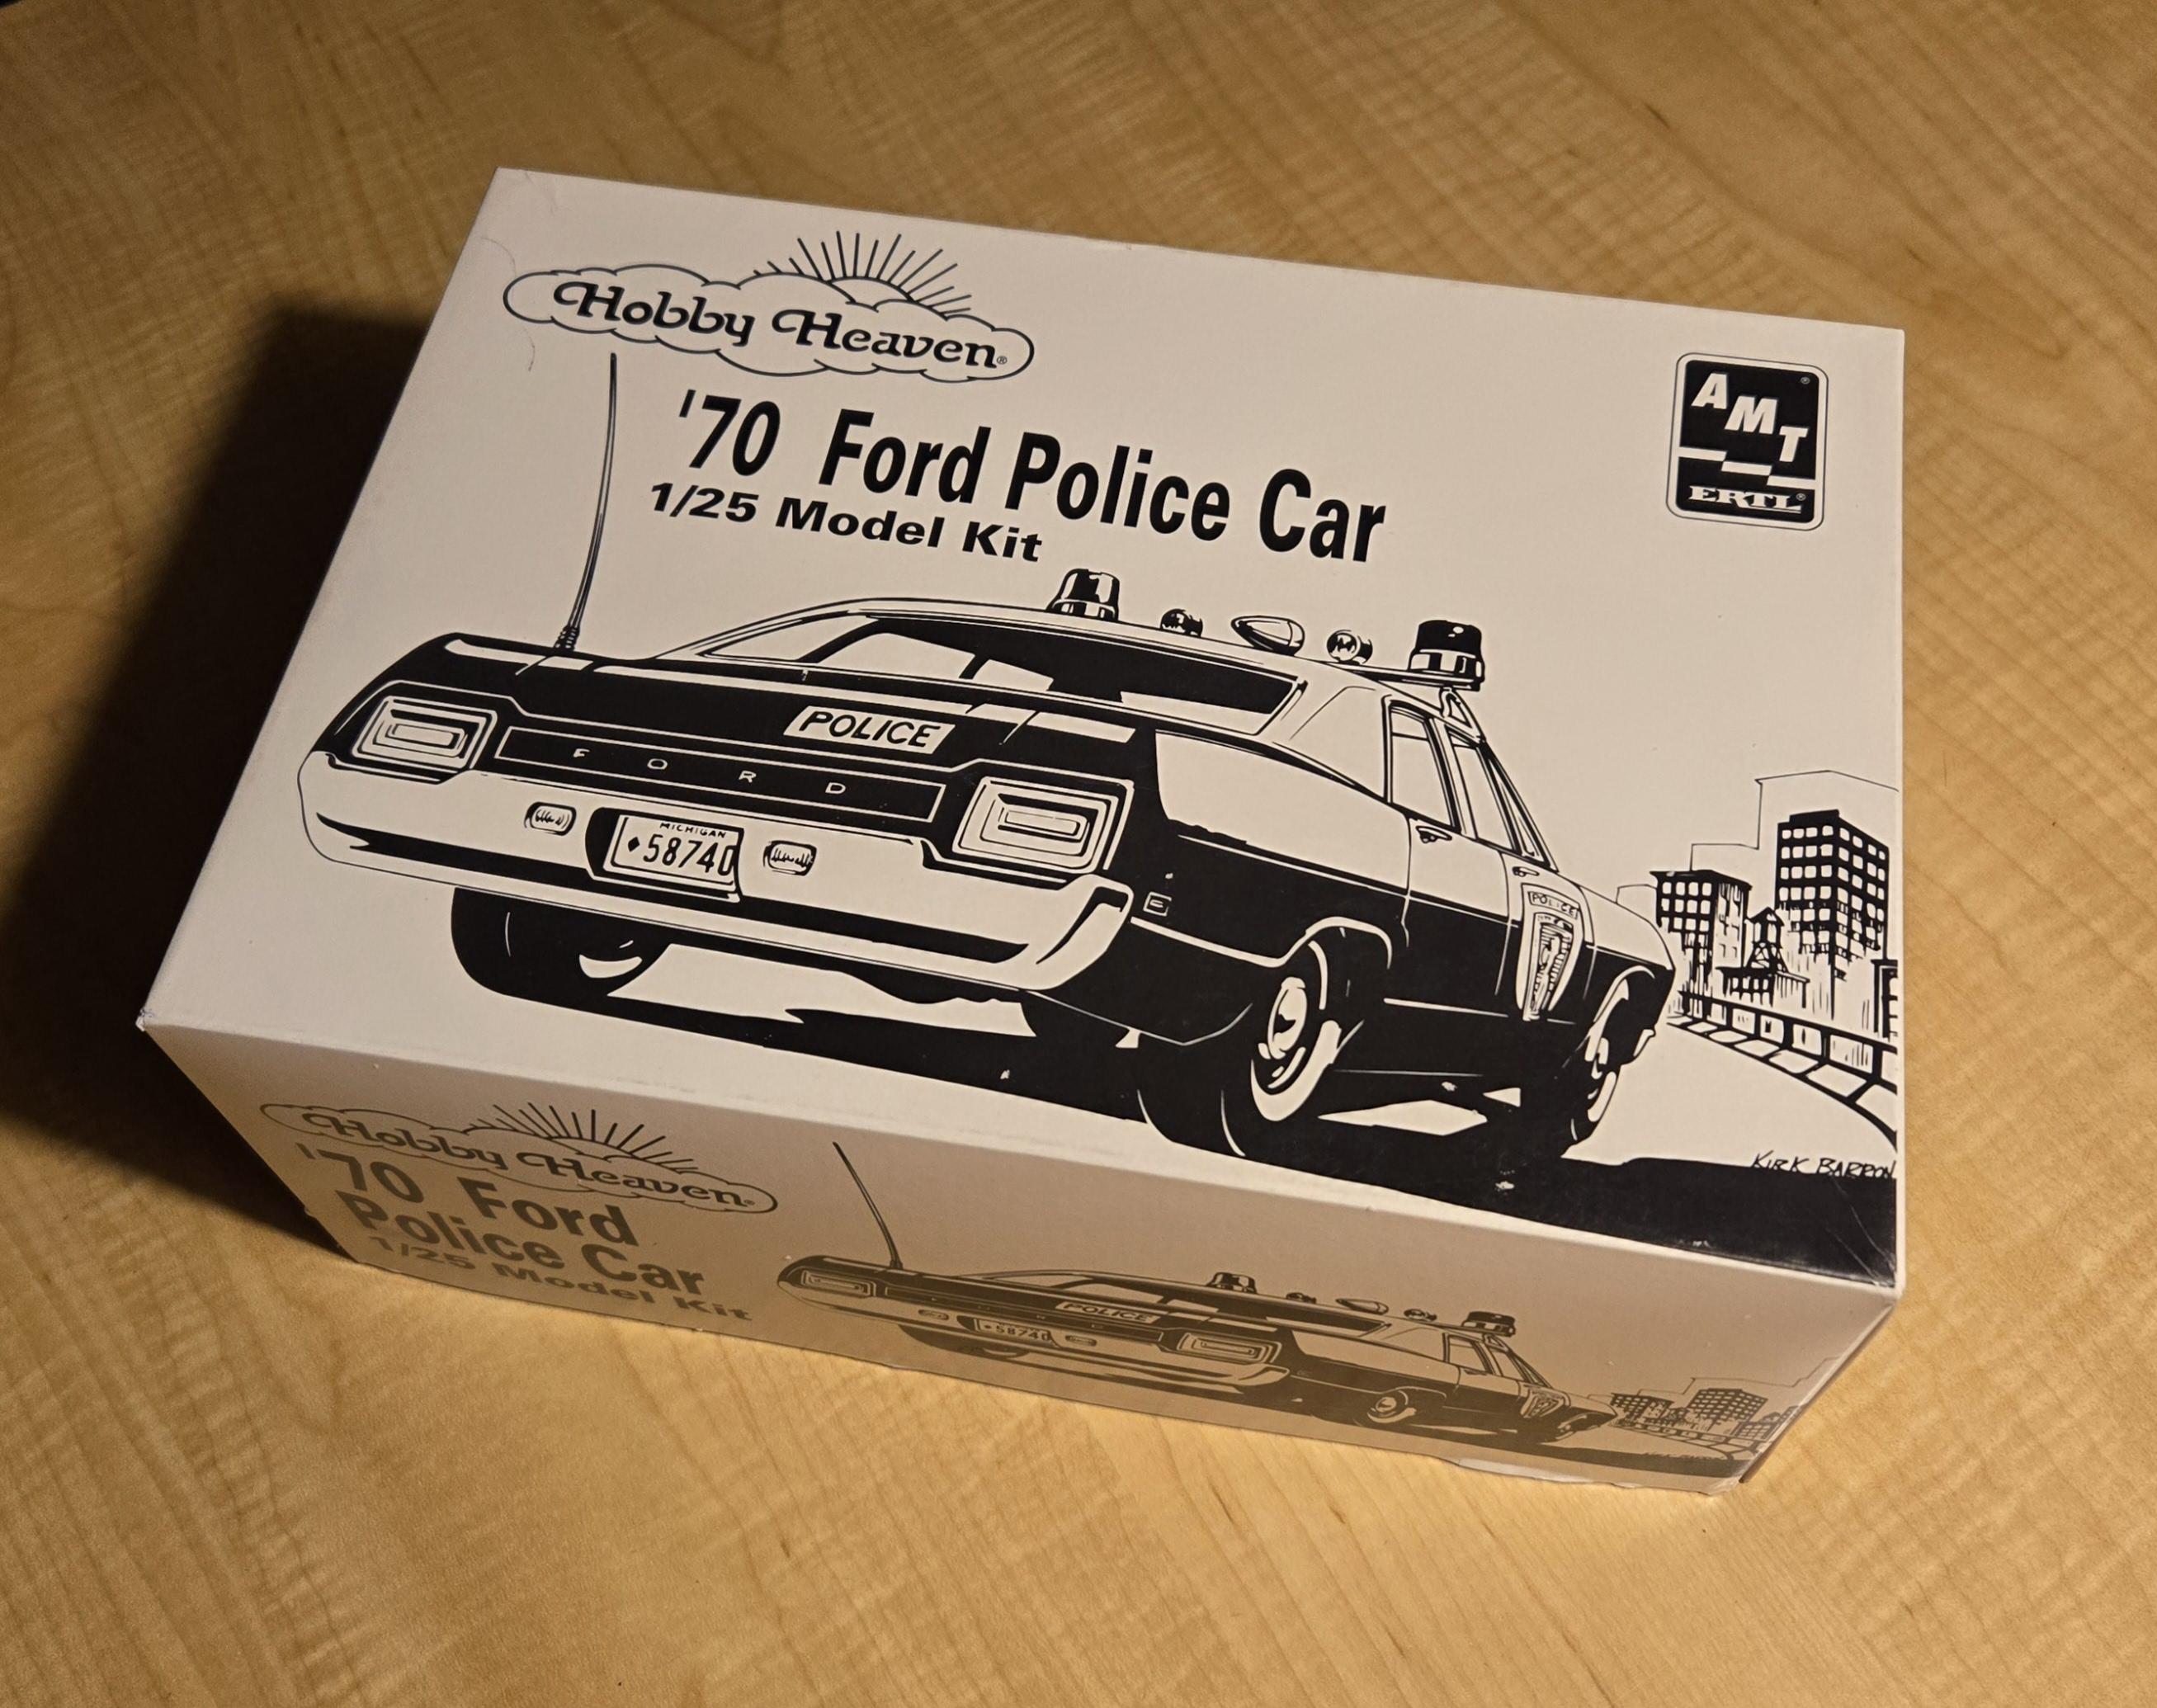 Hobby Heaven®
'70 Ford Police Car
1/25 Model Kit
AMT®
ERTL®
POLICE
FORD
MICHIGAN
58740
POLICE
KIRK BARRON
Hobby Heaven®
'70 Ford
Police Car
1/25 Model Kit
POLICE
58740